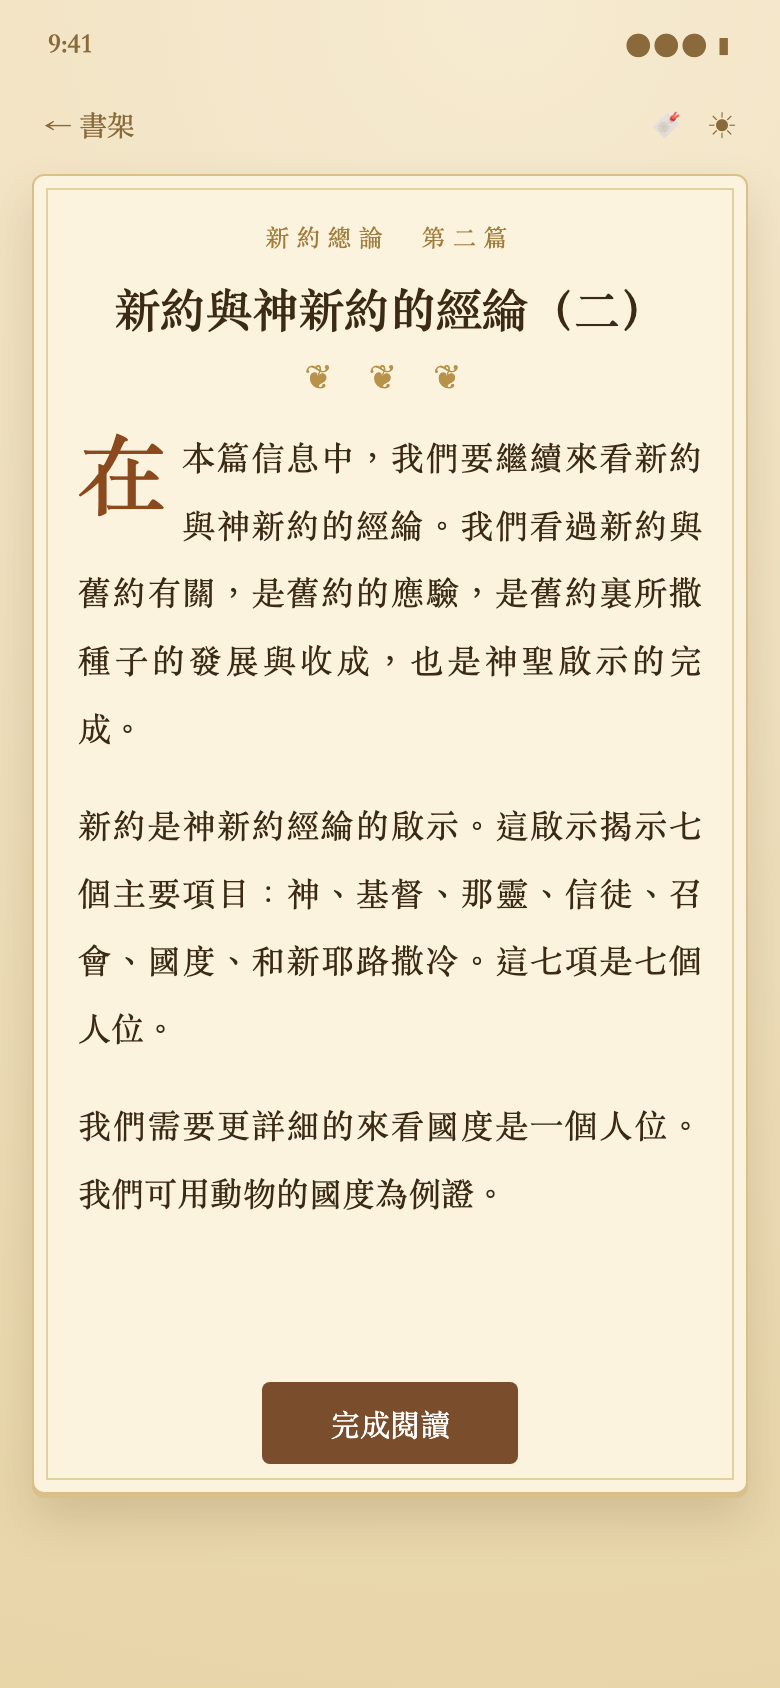 9:41
← 書架
新約總論　第二篇
新約與神新約的經綸（二）
在本篇信息中，我們要繼續來看新約
與神新約的經綸。我們看過新約與
舊約有關，是舊約的應驗，是舊約裏所撒
種子的發展與收成，也是神聖啟示的完
成。
新約是神新約經綸的啟示。這啟示揭示七
個主要項目：神、基督、那靈、信徒、召
會、國度、和新耶路撒冷。這七項是七個
人位。
我們需要更詳細的來看國度是一個人位。
我們可用動物的國度為例證。
完成閱讀